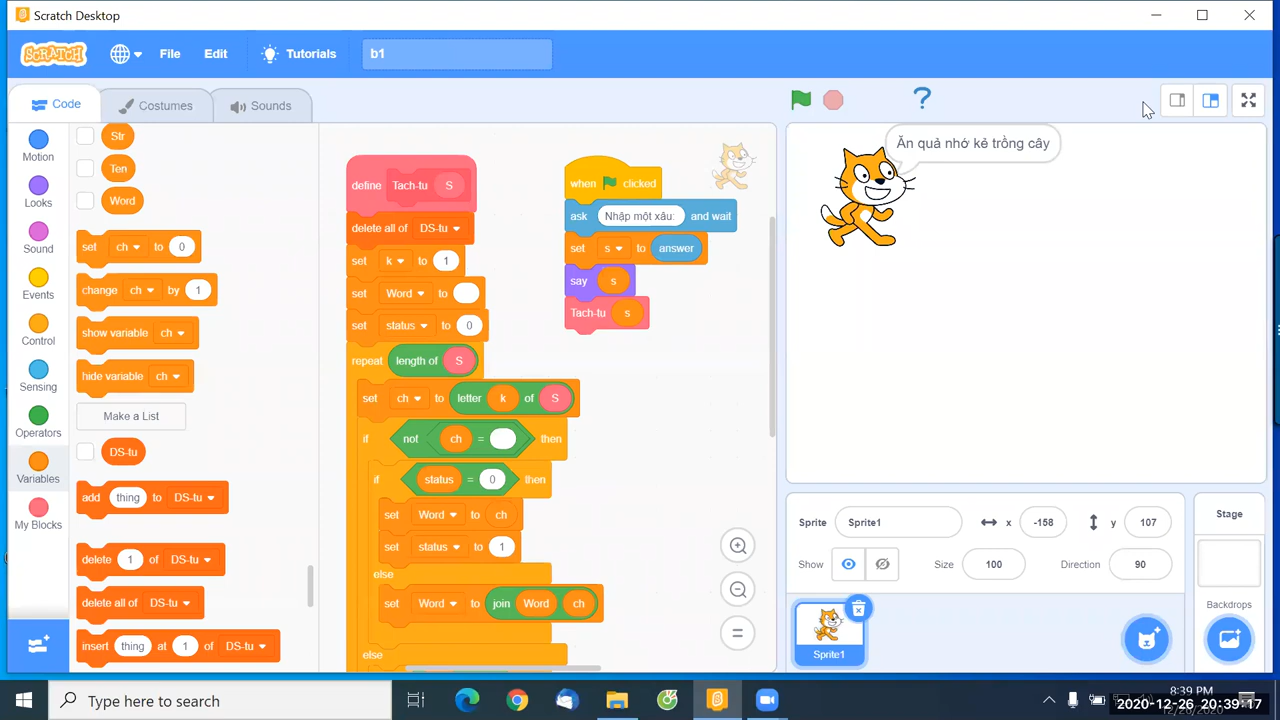 Scratch Desktop
SCRATCH
File
Edit
Tutorials
b1
Code
Costumes
Sounds
?
Motion
Looks
Sound
Events
Control
Sensing
Operators
Variables
My Blocks
Str
Ten
Word
set ch to 0
change ch by 1
show variable ch
hide variable ch
Make a List
DS-tu
add thing to DS-tu
delete 1 of DS-tu
delete all of DS-tu
insert thing at 1 of DS-tu
define Tach-tu S
delete all of DS-tu
set k to 1
set Word to
set status to 0
repeat length of S
set ch to letter k of S
if not ch = then
if status = 0 then
set Word to ch
set status to 1
else
set Word to join Word ch
else
when clicked
ask Nhập một xâu: and wait
set s to answer
say s
Tach-tu s
Ăn quả nhớ kẻ trồng cây
Sprite Sprite1 x -158 y 107
Show Size 100 Direction 90
Sprite1
Stage
Backdrops
Type here to search
8:39 PM
2020-12-26 20:39:17